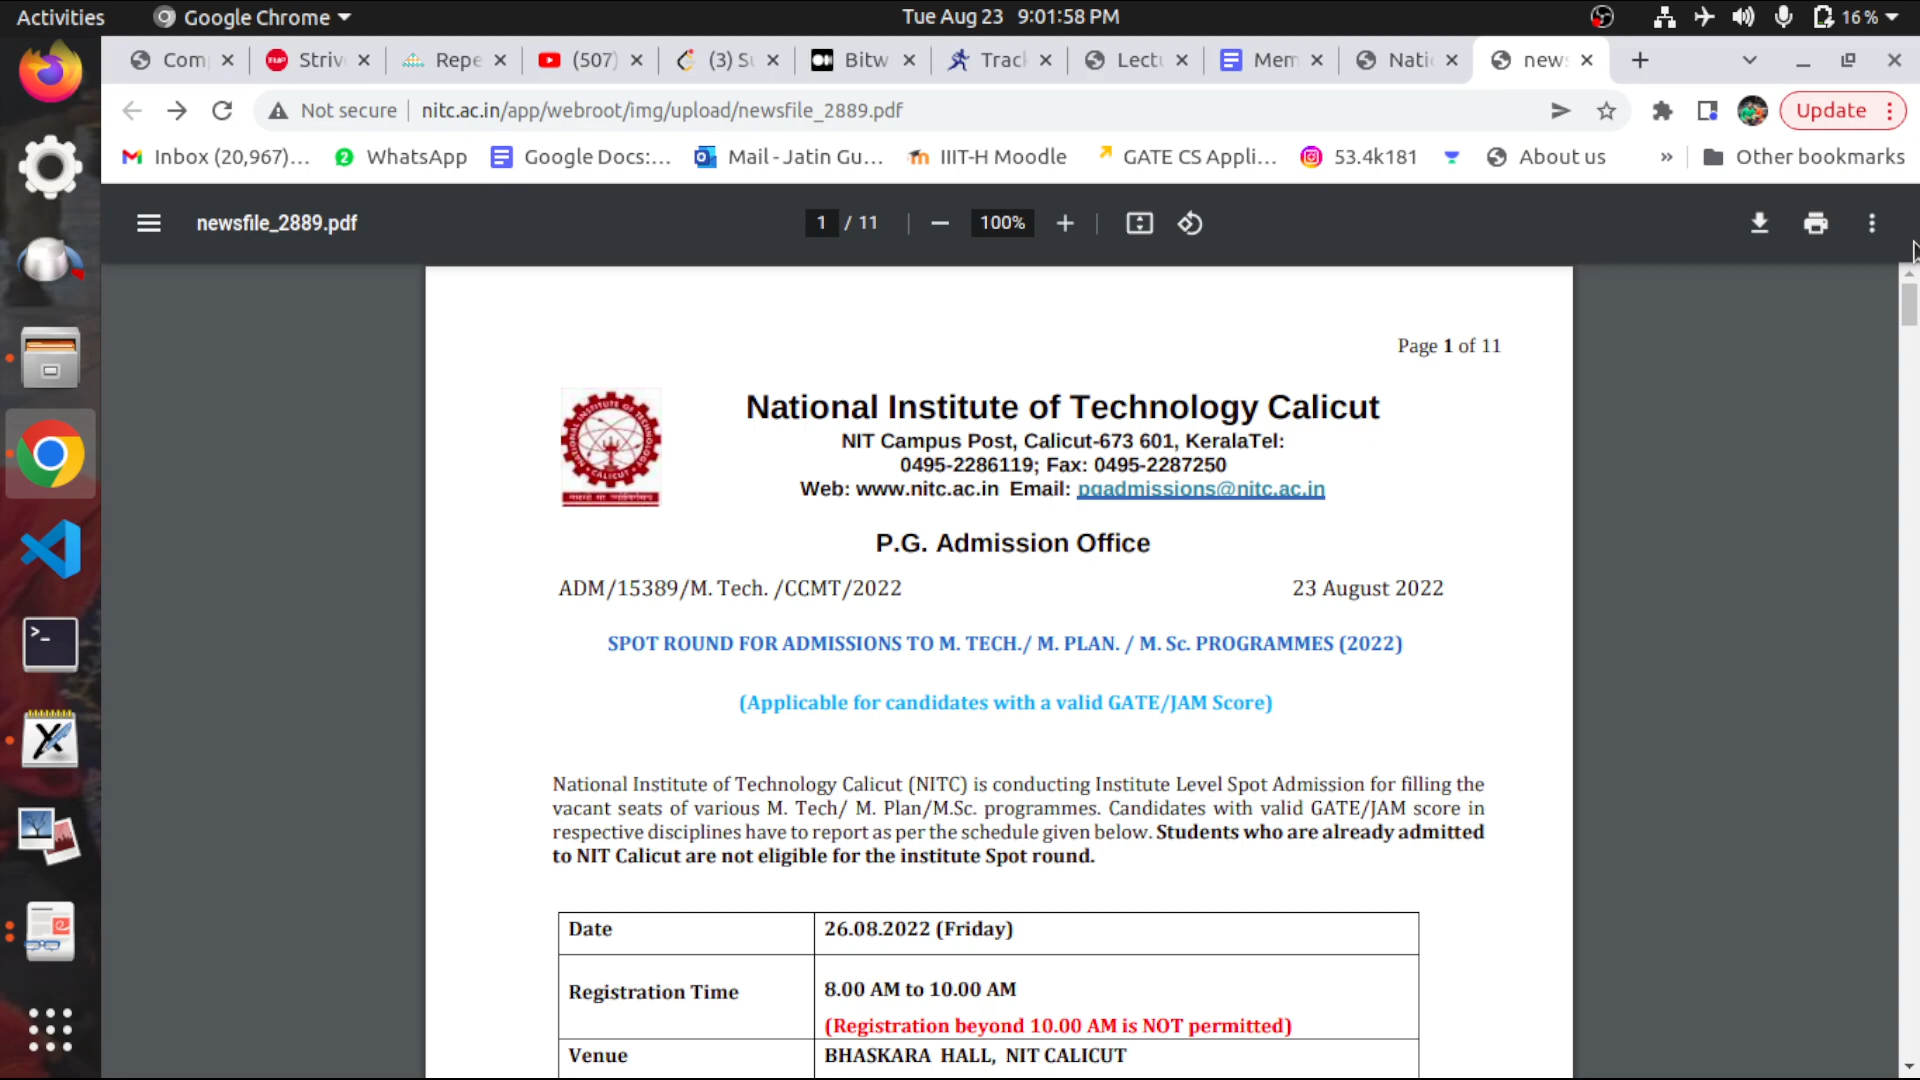 Activities
Google Chrome
Tue Aug 23 9:01:58 PM
16 %
Com
Striv
Repe
(507)
(3) Su
Bitw
Trac
Lectu
Mem
Natio
news
Not secure
nitc.ac.in/app/webroot/img/upload/newsfile_2889.pdf
Update
Inbox (20,967)...
WhatsApp
Google Docs:...
Mail - Jatin Gu...
IIIT-H Moodle
GATE CS Appli...
53.4k181
About us
»
Other bookmarks
newsfile_2889.pdf
1 / 11
100%
Page 1 of 11
National Institute of Technology Calicut
NIT Campus Post, Calicut-673 601, KeralaTel:
0495-2286119; Fax: 0495-2287250
Web: www.nitc.ac.in Email: pgadmissions@nitc.ac.in
P.G. Admission Office
ADM/15389/M. Tech. /CCMT/2022
23 August 2022
SPOT ROUND FOR ADMISSIONS TO M. TECH./ M. PLAN. / M. Sc. PROGRAMMES (2022)
(Applicable for candidates with a valid GATE/JAM Score)
National Institute of Technology Calicut (NITC) is conducting Institute Level Spot Admission for filling the
vacant seats of various M. Tech/ M. Plan/M.Sc. programmes. Candidates with valid GATE/JAM score in
respective disciplines have to report as per the schedule given below. Students who are already admitted
to NIT Calicut are not eligible for the institute Spot round.
Date
26.08.2022 (Friday)
Registration Time
8.00 AM to 10.00 AM
(Registration beyond 10.00 AM is NOT permitted)
Venue
BHASKARA HALL, NIT CALICUT